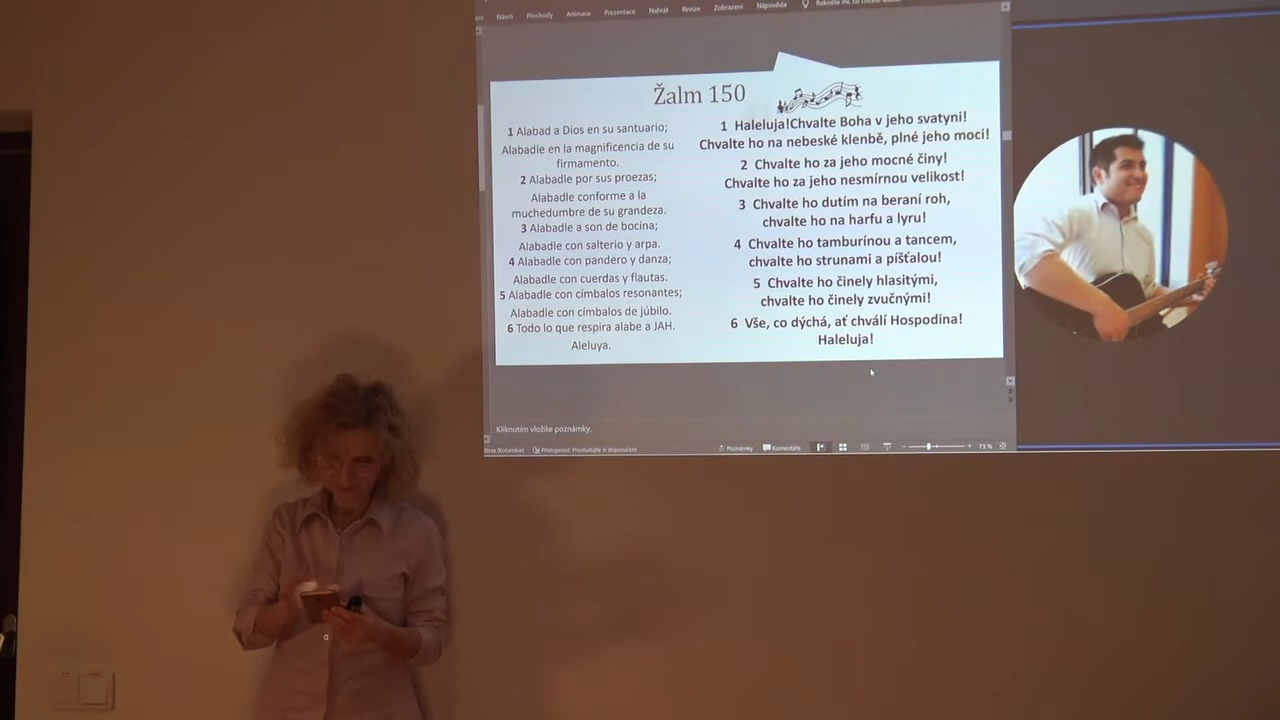 Návrh Přechody Animace Prezentace Nahrát Revize Zobrazení Nápověda
Žalm 150
1 Alabad a Dios en su santuario;
Alabadle en la magnificencia de su
firmamento.
2 Alabadle por sus proezas;
Alabadle conforme a la
muchedumbre de su grandeza.
3 Alabadle a son de bocina;
Alabadle con salterio y arpa.
4 Alabadle con pandero y danza;
Alabadle con cuerdas y flautas.
5 Alabadle con címbalos resonantes;
Alabadle con címbalos de júbilo.
6 Todo lo que respira alabe a JAH.
Aleluya.
1 Haleluja!Chvalte Boha v jeho svatyni!
Chvalte ho na nebeské klenbě, plné jeho moci!
2 Chvalte ho za jeho mocné činy!
Chvalte ho za jeho nesmírnou velikost!
3 Chvalte ho dutím na beraní roh,
chvalte ho na harfu a lyru!
4 Chvalte ho tamburínou a tancem,
chvalte ho strunami a píšťalou!
5 Chvalte ho činely hlasitými,
chvalte ho činely zvučnými!
6 Vše, co dýchá, ať chválí Hospodina!
Haleluja!
Kliknutím vložíte poznámky.
(Kolumbie) Přístupnost: Prostudujte si doporučení Poznámky Komentáře 73 %